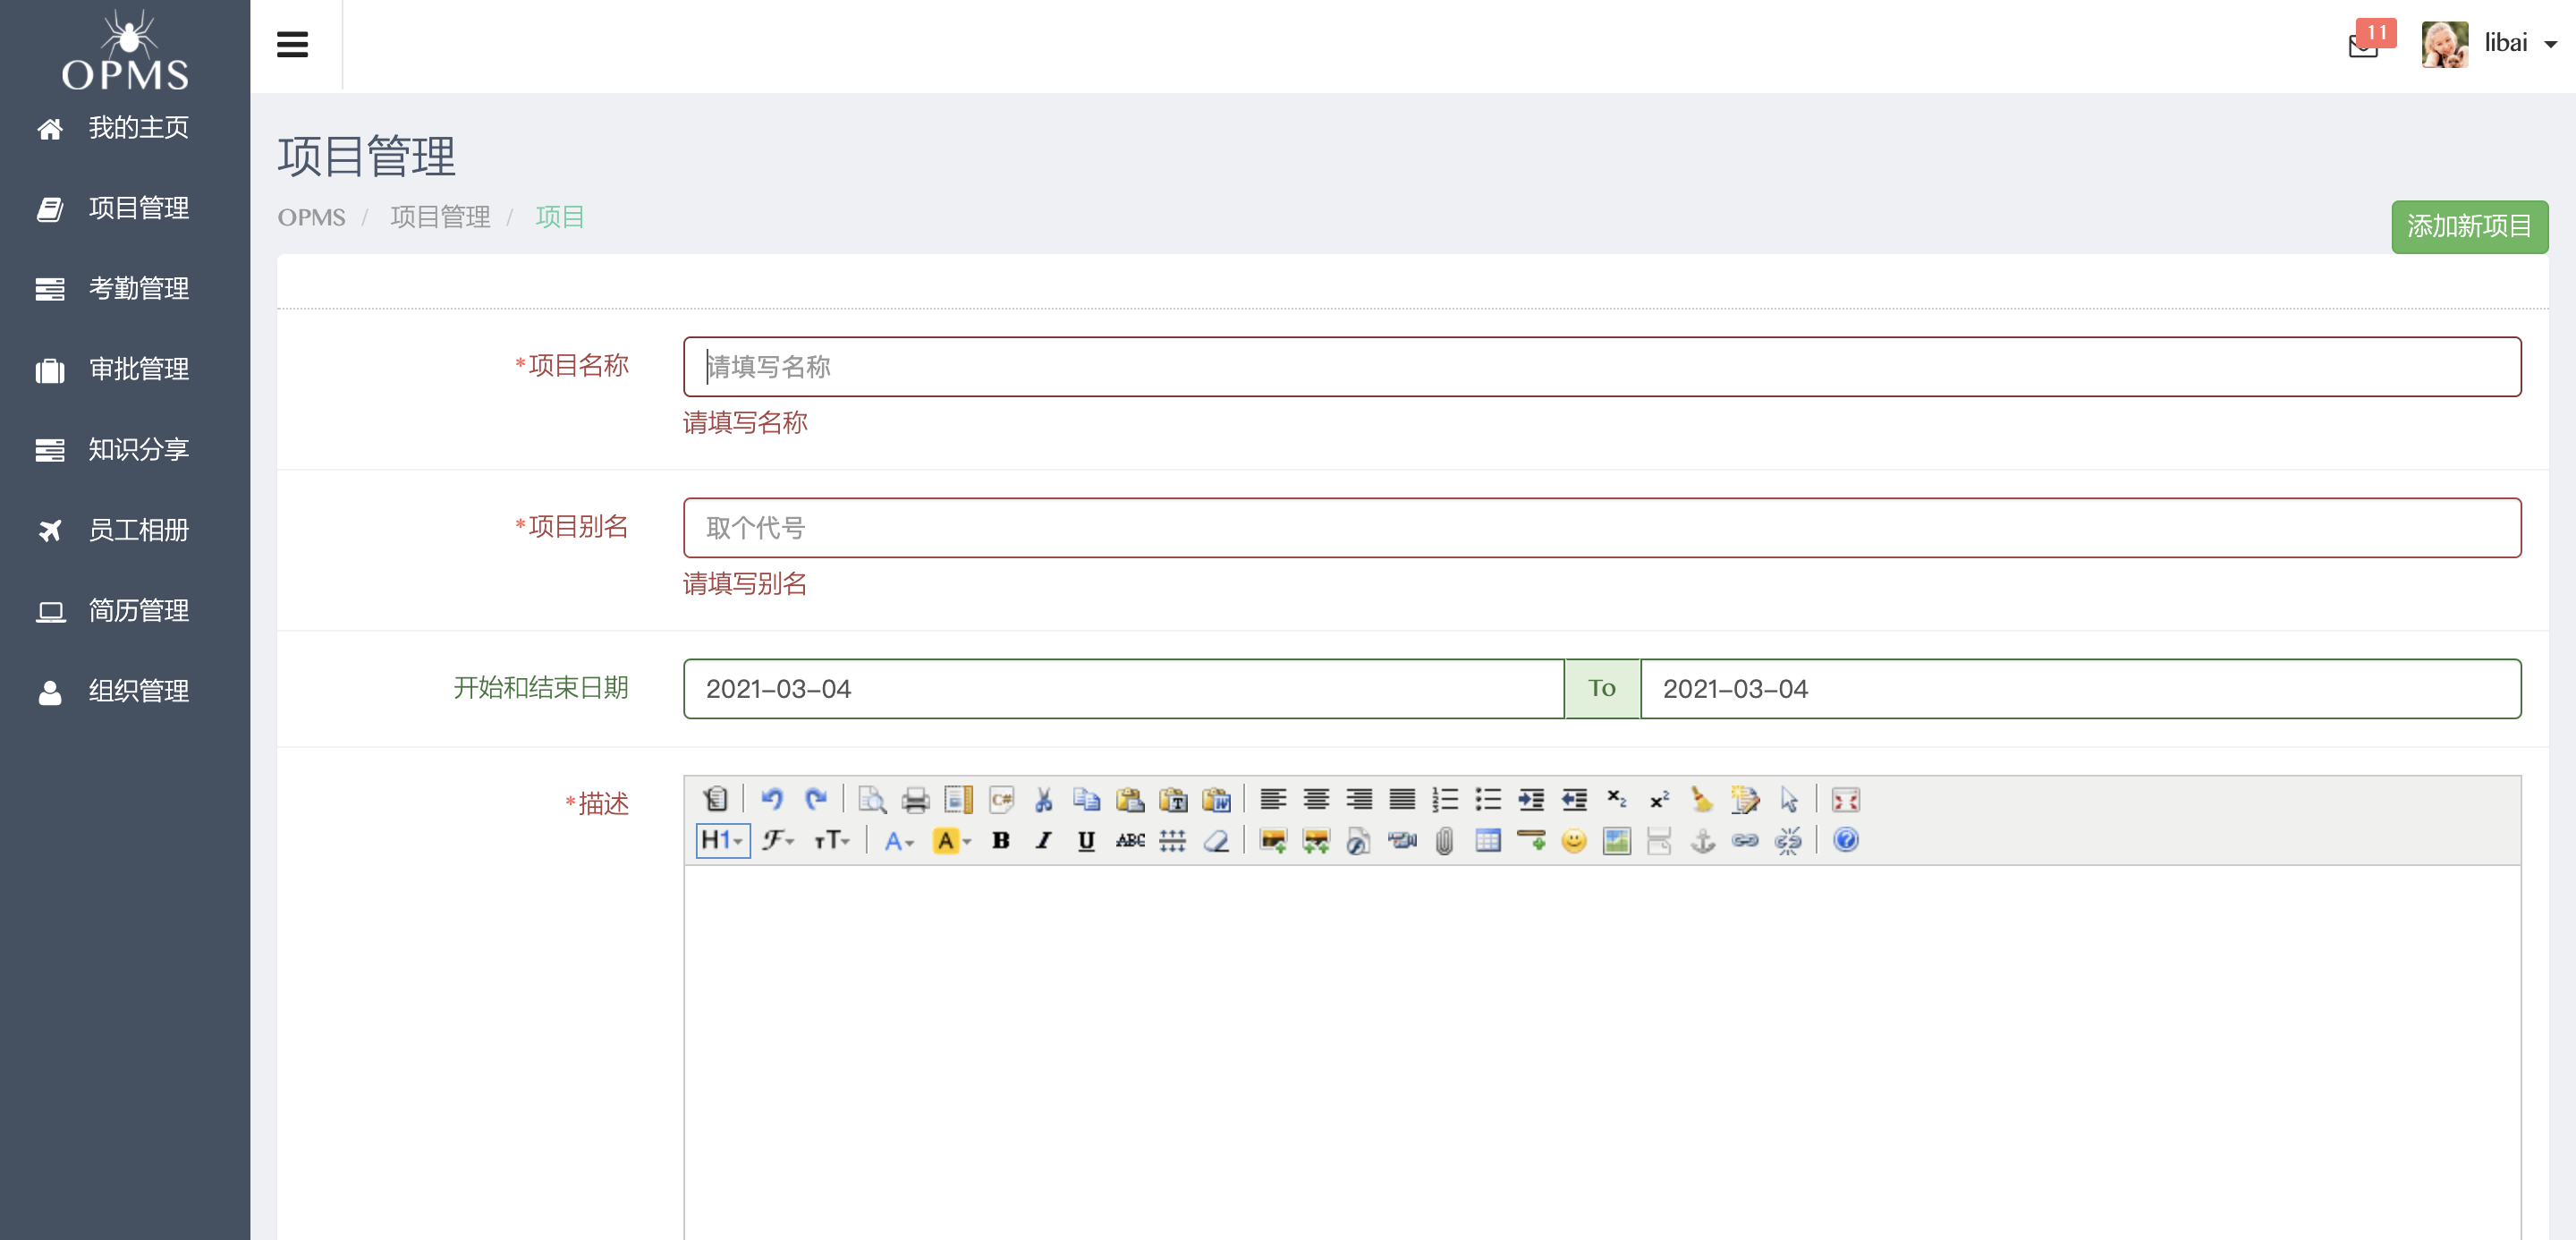 OPMS
我的主页
项目管理
考勤管理
审批管理
知识分享
员工相册
简历管理
组织管理
11
libai
项目管理
OPMS / 项目管理 / 项目
添加新项目
*项目名称
请填写名称
请填写名称
*项目别名
取个代号
请填写别名
开始和结束日期
2021-03-04 To 2021-03-04
*描述
H1 F тT A A B I U ABC